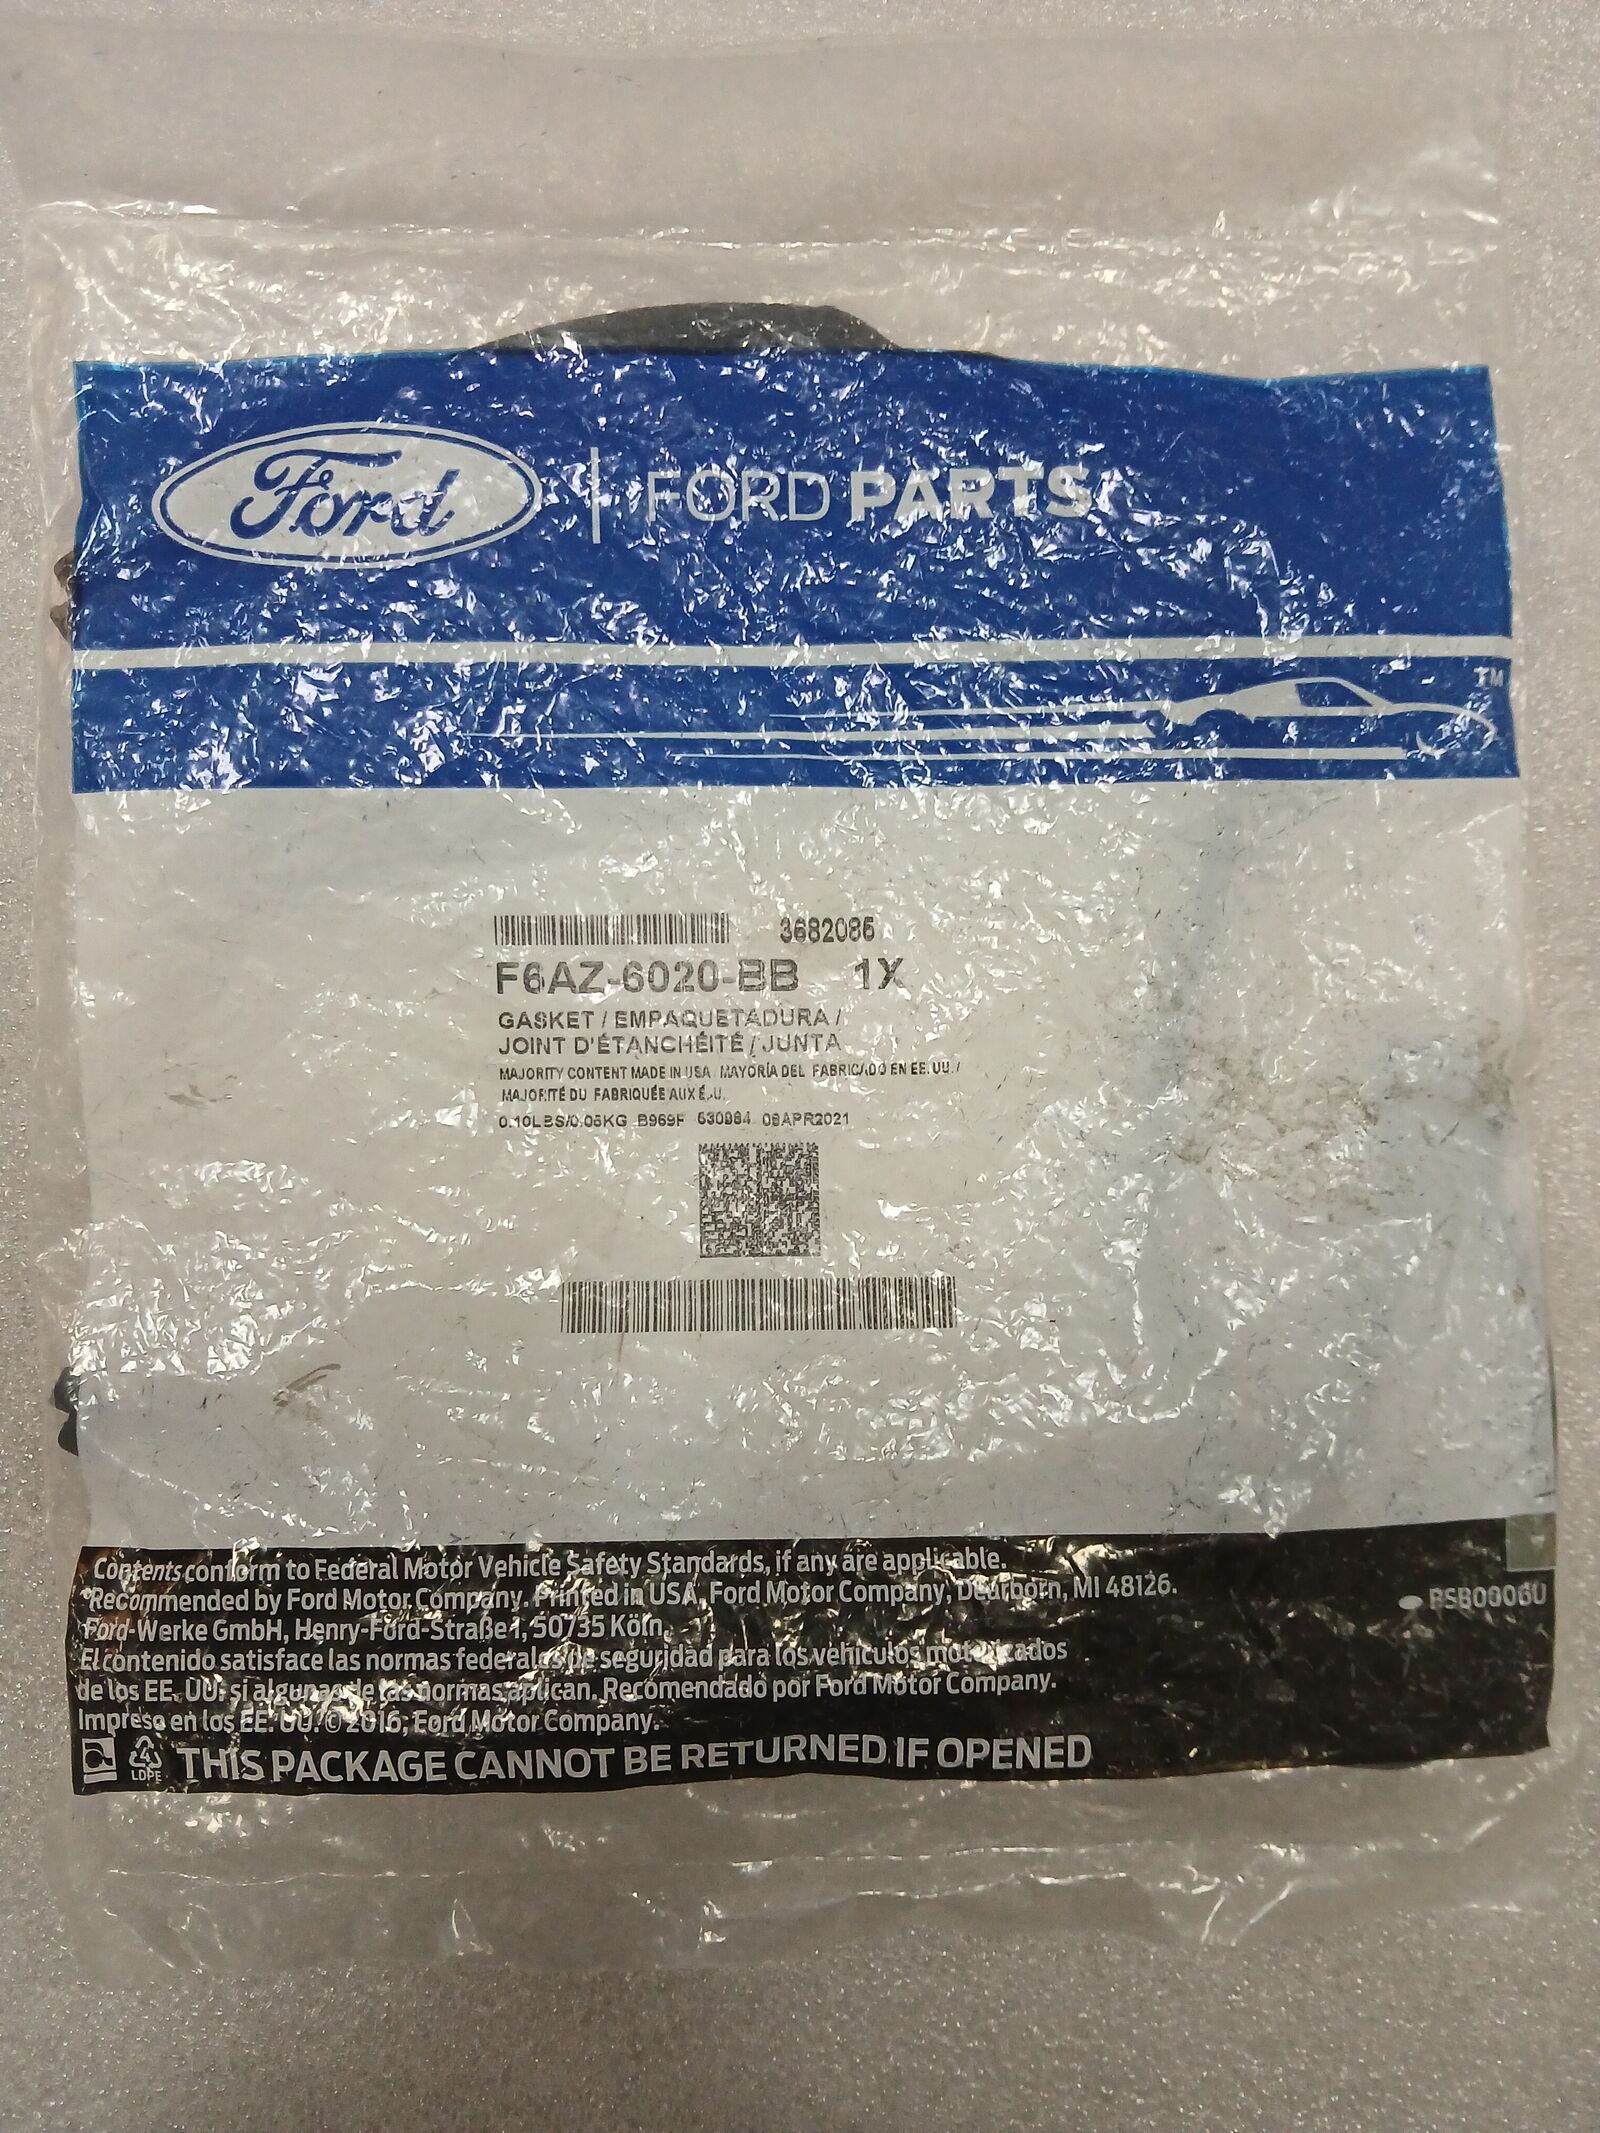 Ford | FORD PARTS
TM
3682086
F6AZ-6020-BB 1X
GASKET / EMPAQUETADURA /
JOINT D'ÉTANCHÉITÉ / JUNTA
MAJORITY CONTENT MADE IN USA MAYORÍA DEL FABRICADO EN EE. UU. /
MAJORITÉ DU FABRIQUÉE AUX É.-U.
0.10LBS/0.05KG B969F 630984 09APR2021
Contents conform to Federal Motor Vehicle Safety Standards, if any are applicable.
Recommended by Ford Motor Company. Printed in USA, Ford Motor Company, Dearborn, MI 48126.
Ford-Werke GmbH, Henry-Ford-Straße 1, 50735 Köln.
El contenido satisface las normas federales de seguridad para los vehículos motorizados
de los EE. UU. si algunas de las normas aplican. Recomendado por Ford Motor Company.
Impreso en los EE. UU. © 2016, Ford Motor Company.
4
LDPE
THIS PACKAGE CANNOT BE RETURNED IF OPENED